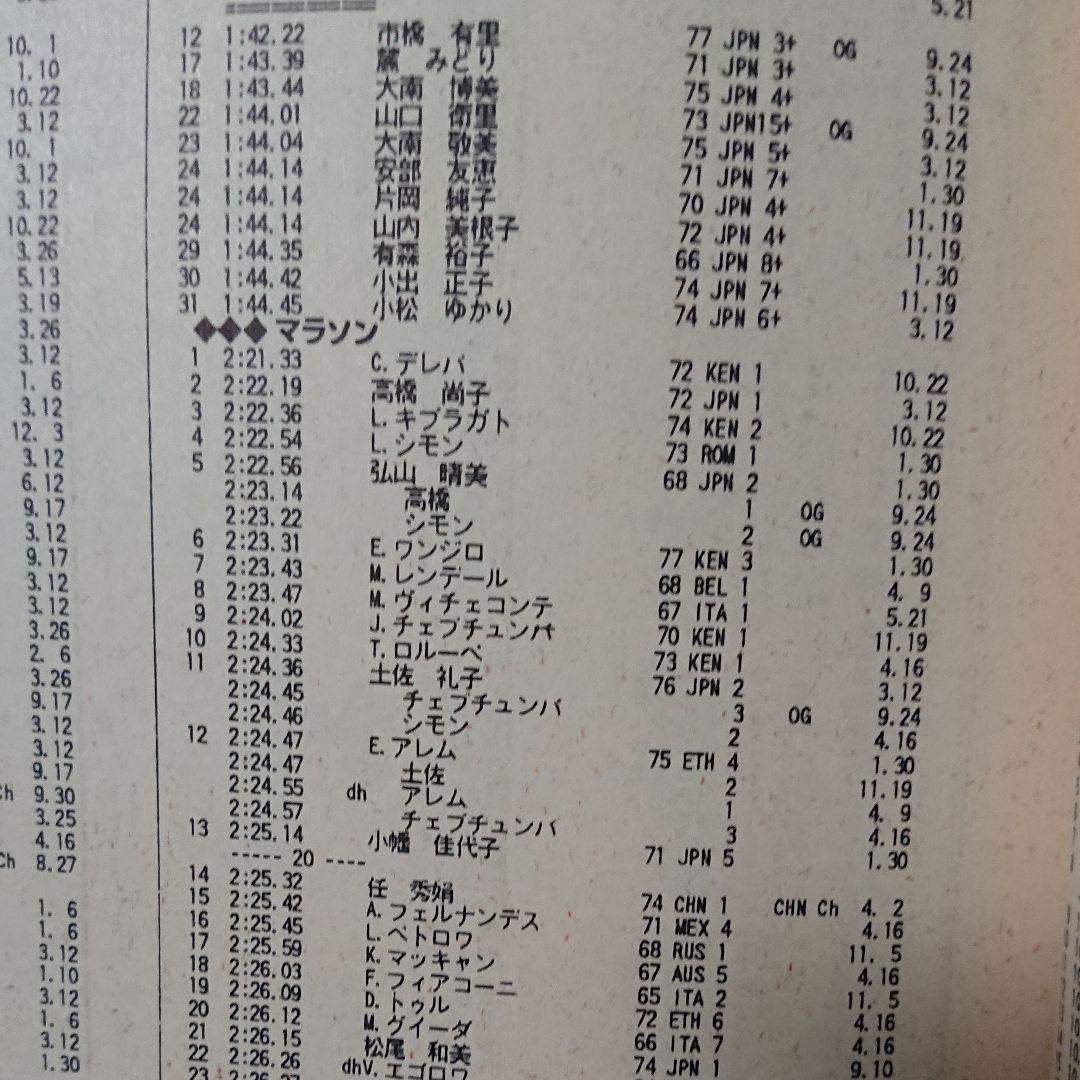 5.21
12 1:42.22 市橋 有里 77 JPN 3+ OG 9.24
17 1:43.39 麓 みどり 71 JPN 3+ 3.12
18 1:43.44 大南 博美 75 JPN 4+ 3.12
22 1:44.01 山口 衛里 73 JPN15+ OG 9.24
23 1:44.04 大南 敬美 75 JPN 5+ 3.12
24 1:44.14 安部 友恵 71 JPN 7+ 1.30
24 1:44.14 片岡 純子 70 JPN 4+ 11.19
24 1:44.14 山内 美根子 72 JPN 4+ 11.19
29 1:44.35 有森 裕子 66 JPN 8+ 1.30
30 1:44.42 小出 正子 74 JPN 7+ 11.19
31 1:44.45 小松 ゆかり 74 JPN 6+ 3.12
◆◆◆ マラソン
1 2:21.33 C.デレバ 72 KEN 1 10.22
2 2:22.19 高橋 尚子 72 JPN 1 3.12
3 2:22.36 L.キプラガト 74 KEN 2 10.22
4 2:22.54 L.シモン 73 ROM 1 1.30
5 2:22.56 弘山 晴美 68 JPN 2 1.30
2:23.14 高橋 1 OG 9.24
2:23.22 シモン 2 OG 9.24
6 2:23.31 E.ワンジロ 77 KEN 3 1.30
7 2:23.43 M.レンデール 68 BEL 1 4. 9
8 2:23.47 M.ヴィチェコンテ 67 ITA 1 5.21
9 2:24.02 J.チェプチュンバ 70 KEN 1 11.19
10 2:24.33 T.ロルーペ 73 KEN 1 4.16
11 2:24.36 土佐 礼子 76 JPN 2 3.12
2:24.45 チェプチュンバ 3 OG 9.24
2:24.46 シモン 2 4.16
12 2:24.47 E.アレム 75 ETH 4 1.30
2:24.47 土佐 2 11.19
2:24.55 dh アレム 1 4. 9
2:24.57 チェプチュンバ 3 4.16
13 2:25.14 小幡 佳代子 71 JPN 5 1.30
----- 20 ----
14 2:25.32 任 秀娟 74 CHN 1 CHN Ch 4. 2
15 2:25.42 A.フェルナンデス 71 MEX 4 4.16
16 2:25.45 L.ペトロワ 68 RUS 1 11. 5
17 2:25.59 K.マッキャン 67 AUS 5 4.16
18 2:26.03 F.フィアコーニ 65 ITA 2 11. 5
19 2:26.09 D.トゥル 72 ETH 6 4.16
20 2:26.12 M.グイーダ 66 ITA 7 4.16
21 2:26.15 松尾 和美 74 JPN 1 9.10
22 2:26.26 dhV.エゴロワ
23
10. 1
1.10
10.22
3.12
10. 1
3.12
3.12
10.22
3.26
5.13
3.19
3.26
3.12
1. 6
3.12
12. 3
3.12
6.12
9.17
3.12
9.17
3.12
3.12
3.26
2. 6
3.26
9.17
3.12
3.12
9.17
Ch 9.30
3.25
4.16
Ch 8.27
1. 6
1. 6
3.12
1.10
3.12
1. 6
3.12
1.30